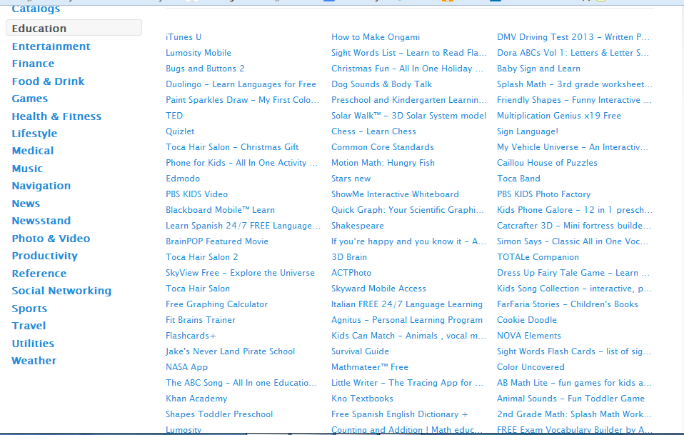 Catalogs
Education
Entertainment
Finance
Food & Drink
Games
Health & Fitness
Lifestyle
Medical
Music
Navigation
News
Newsstand
Photo & Video
Productivity
Reference
Social Networking
Sports
Travel
Utilities
Weather
iTunes U
Lumosity Mobile
Bugs and Buttons 2
Duolingo - Learn Languages for Free
Paint Sparkles Draw - My First Colo...
TED
Quizlet
Toca Hair Salon - Christmas Gift
Phone for Kids - All In One Activity ...
Edmodo
PBS KIDS Video
Blackboard Mobile™ Learn
Learn Spanish 24/7 FREE Language...
BrainPOP Featured Movie
Toca Hair Salon 2
SkyView Free - Explore the Universe
Toca Hair Salon
Free Graphing Calculator
Fit Brains Trainer
Flashcards+
Jake's Never Land Pirate School
NASA App
The ABC Song - All In one Educatio...
Khan Academy
Shapes Toddler Preschool
Lumosity
How to Make Origami
Sight Words List - Learn to Read Fla...
Christmas Fun - All In One Holiday ...
Dog Sounds & Body Talk
Preschool and Kindergarten Learnin...
Solar Walk™ - 3D Solar System model
Chess - Learn Chess
Common Core Standards
Motion Math: Hungry Fish
Stars new
ShowMe Interactive Whiteboard
Quick Graph: Your Scientific Graphi...
Shakespeare
If you're happy and you know it - A...
3D Brain
ACTPhoto
Skyward Mobile Access
Italian FREE 24/7 Language Learning
Agnitus - Personal Learning Program
Kids Can Match - Animals , vocal m...
Survival Guide
Mathmateer™ Free
Little Writer - The Tracing App for ...
Kno Textbooks
Free Spanish English Dictionary +
Counting and Addition ! Math educ...
DMV Driving Test 2013 - Written P...
Dora ABCs Vol 1: Letters & Letter S...
Baby Sign and Learn
Splash Math - 3rd grade worksheet...
Friendly Shapes - Funny Interactive ...
Multiplication Genius x19 Free
Sign Language!
My Vehicle Universe - An Interactiv...
Caillou House of Puzzles
Toca Band
PBS KIDS Photo Factory
Kids Phone Galore - 12 in 1 presch...
Catcrafter 3D - Mini fortress builde...
Simon Says - Classic All in One Voc...
TOTALe Companion
Dress Up Fairy Tale Game - Learn ...
Kids Song Collection - interactive, p...
FarFaria Stories - Children's Books
Cookie Doodle
NOVA Elements
Sight Words Flash Cards - list of sig...
Color Uncovered
AB Math Lite - fun games for kids a...
Animal Sounds - Fun Toddler Game
2nd Grade Math: Splash Math Work...
FREE Exam Vocabulary Builder by A...